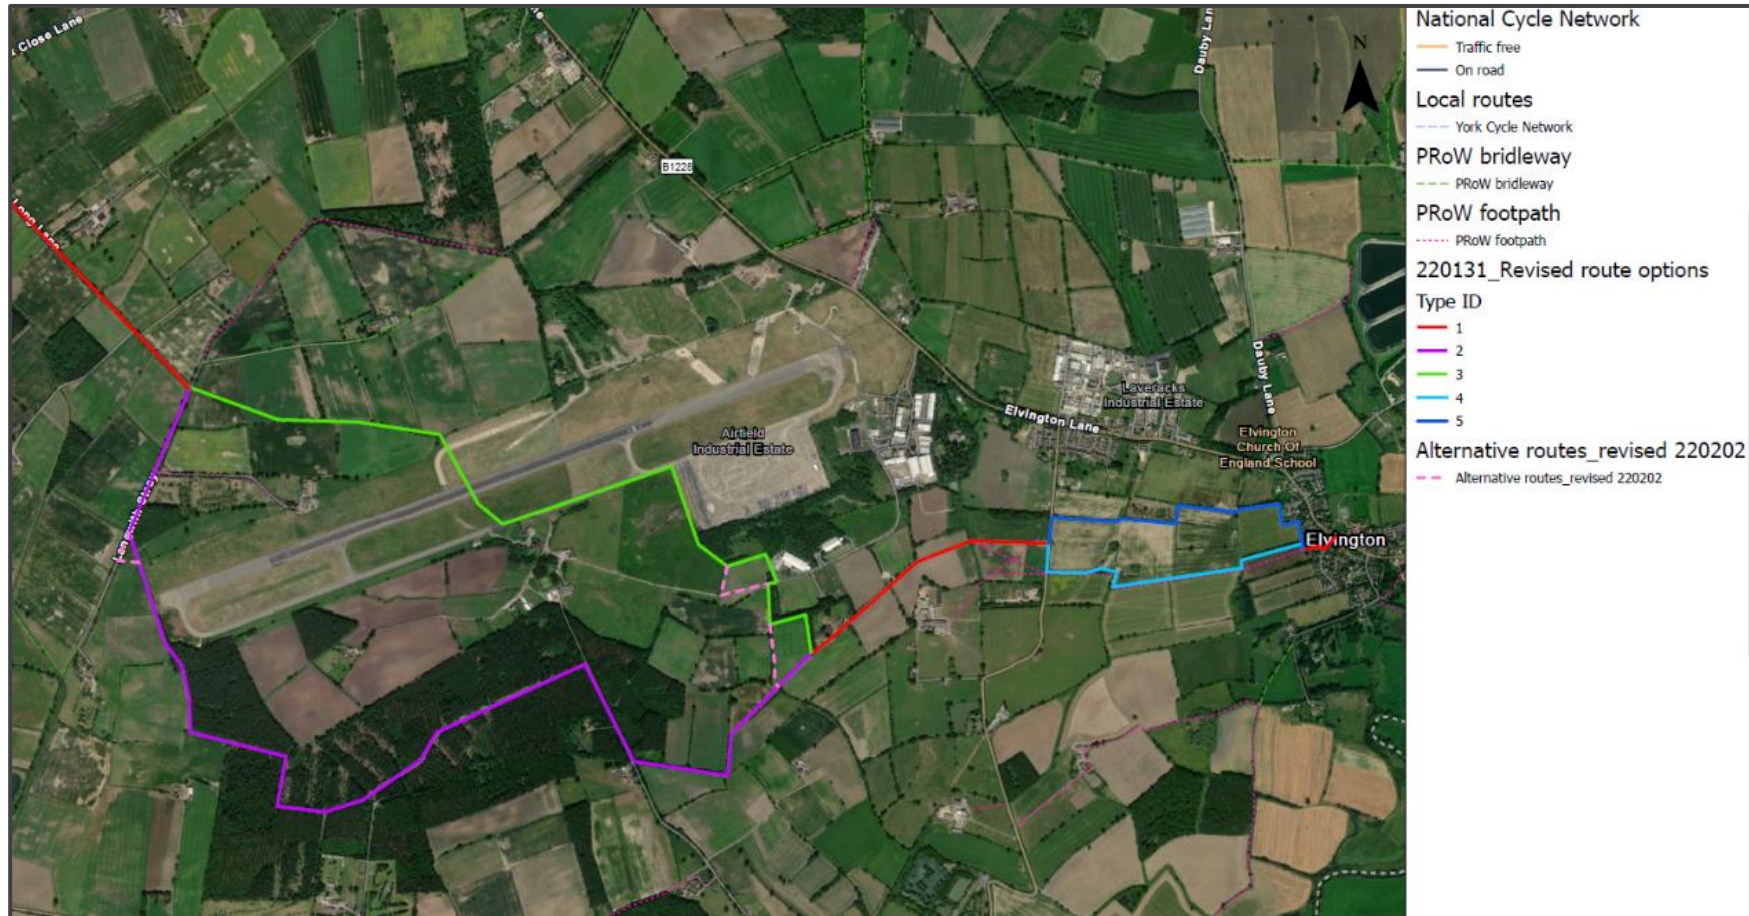 d Close Lane
ne
Dauby Lan
N
B1228
Long Lane
Airfield
Industrial Estate
Laveracks
Industrial Estate
Elvington Lane
Dauby Lane
Elvington
Church Of
England School
Elvington
National Cycle Network
Traffic free
On road
Local routes
York Cycle Network
PRoW bridleway
PRoW bridleway
PRoW footpath
PRoW footpath
220131_Revised route options
Type ID
1
2
3
4
5
Alternative routes_revised 220202
Alternative routes_revised 220202